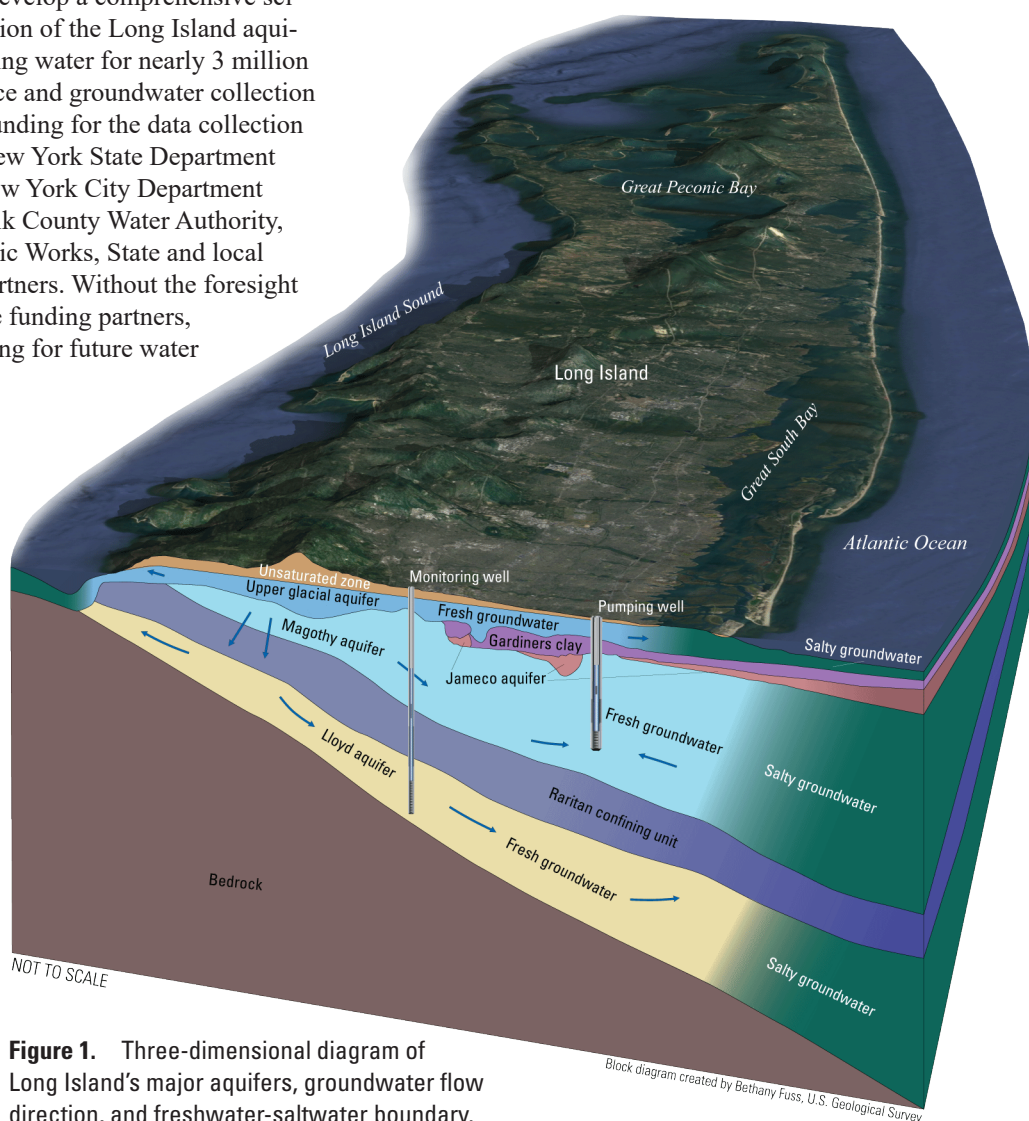 evelop a comprehensive sci-
ion of the Long Island aqui-
ing water for nearly 3 million
ce and groundwater collection
unding for the data collection
ew York State Department
w York City Department
lk County Water Authority,
ic Works, State and local
rtners. Without the foresight
e funding partners,
ng for future water
Great Peconic Bay
Long Island Sound
Long Island
Great South Bay
Atlantic Ocean
Unsaturated zone
Monitoring well
Upper glacial aquifer
Fresh groundwater
Pumping well
Magothy aquifer
Gardiners clay
Salty groundwater
Jameco aquifer
Fresh groundwater
Lloyd aquifer
Salty groundwater
Raritan confining unit
Fresh groundwater
Bedrock
Salty groundwater
NOT TO SCALE
Figure 1. Three-dimensional diagram of
Long Island's major aquifers, groundwater flow
direction, and freshwater-saltwater boundary.
Block diagram created by Bethany Fuss, U.S. Geological Survey